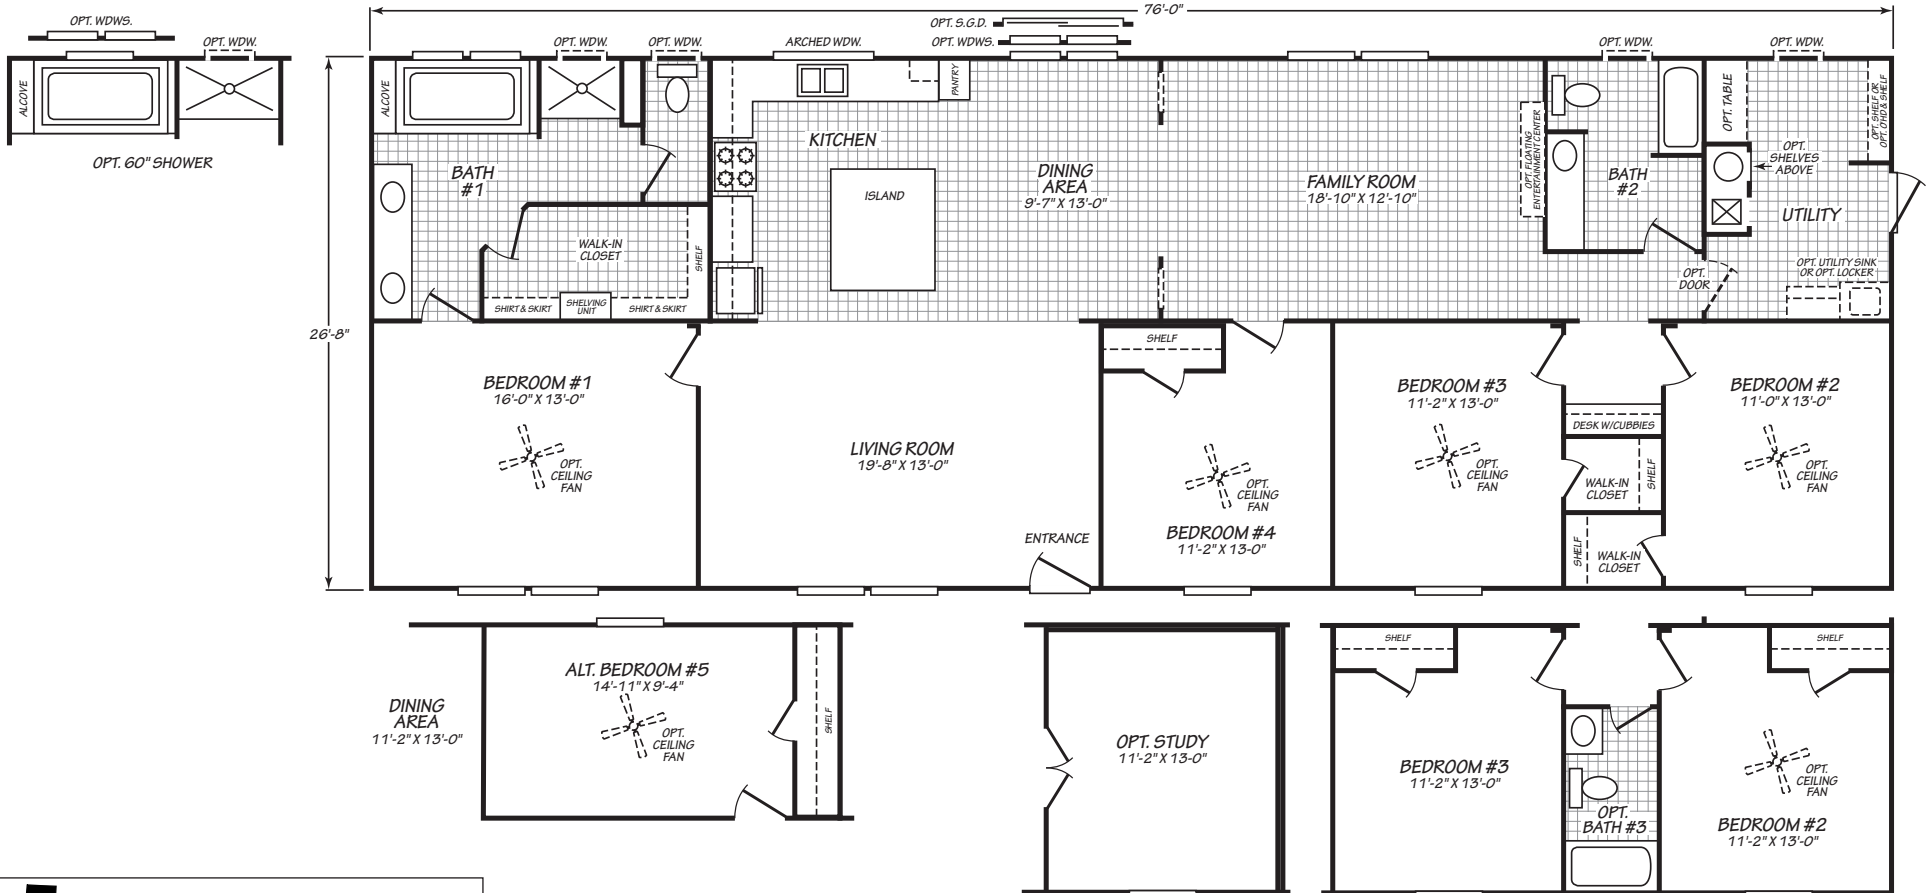 76'-0"
OPT. WDWS.
OPT. WDW.
ALCOVE
OPT. 60" SHOWER
OPT. WDW.
OPT. WDW.
ARCHED WDW.
OPT. S.G.D.
OPT. WDWS.
OPT. WDW.
OPT. WDW.
26'-8"
ALCOVE
BATH
#1
WALK-IN
CLOSET
SHELF
SHIRT & SKIRT
SHELVING
UNIT
SHIRT & SKIRT
KITCHEN
PANTRY
ISLAND
DINING
AREA
9'-7" X 13'-0"
FAMILY ROOM
18'-10" X 12'-10"
OPT. FLOATING
ENTERTAINMENT CENTER
BATH
#2
OPT. TABLE
OPT. SHELF OR
OPT. O'HD & SHELF
OPT.
SHELVES
ABOVE
UTILITY
OPT.
DOOR
OPT. UTILITY SINK
OR OPT. LOCKER
BEDROOM #1
16'-0" X 13'-0"
OPT.
CEILING
FAN
LIVING ROOM
19'-8" X 13'-0"
ENTRANCE
SHELF
OPT.
CEILING
FAN
BEDROOM #4
11'-2" X 13-0"
BEDROOM #3
11'-2" X 13'-0"
OPT.
CEILING
FAN
DESK W/CUBBIES
WALK-IN
CLOSET
SHELF
SHELF
WALK-IN
CLOSET
BEDROOM #2
11'-0" X 13'-0"
OPT.
CEILING
FAN
DINING
AREA
11'-2" X 13'-0"
ALT. BEDROOM #5
14'-11" X 9'-4"
OPT.
CEILING
FAN
SHELF
OPT. STUDY
11'-2" X 13-0"
SHELF
BEDROOM #3
11'-2" X 13'-0"
OPT.
BATH #3
SHELF
OPT.
CEILING
FAN
BEDROOM #2
11'-2" X 13'-0"